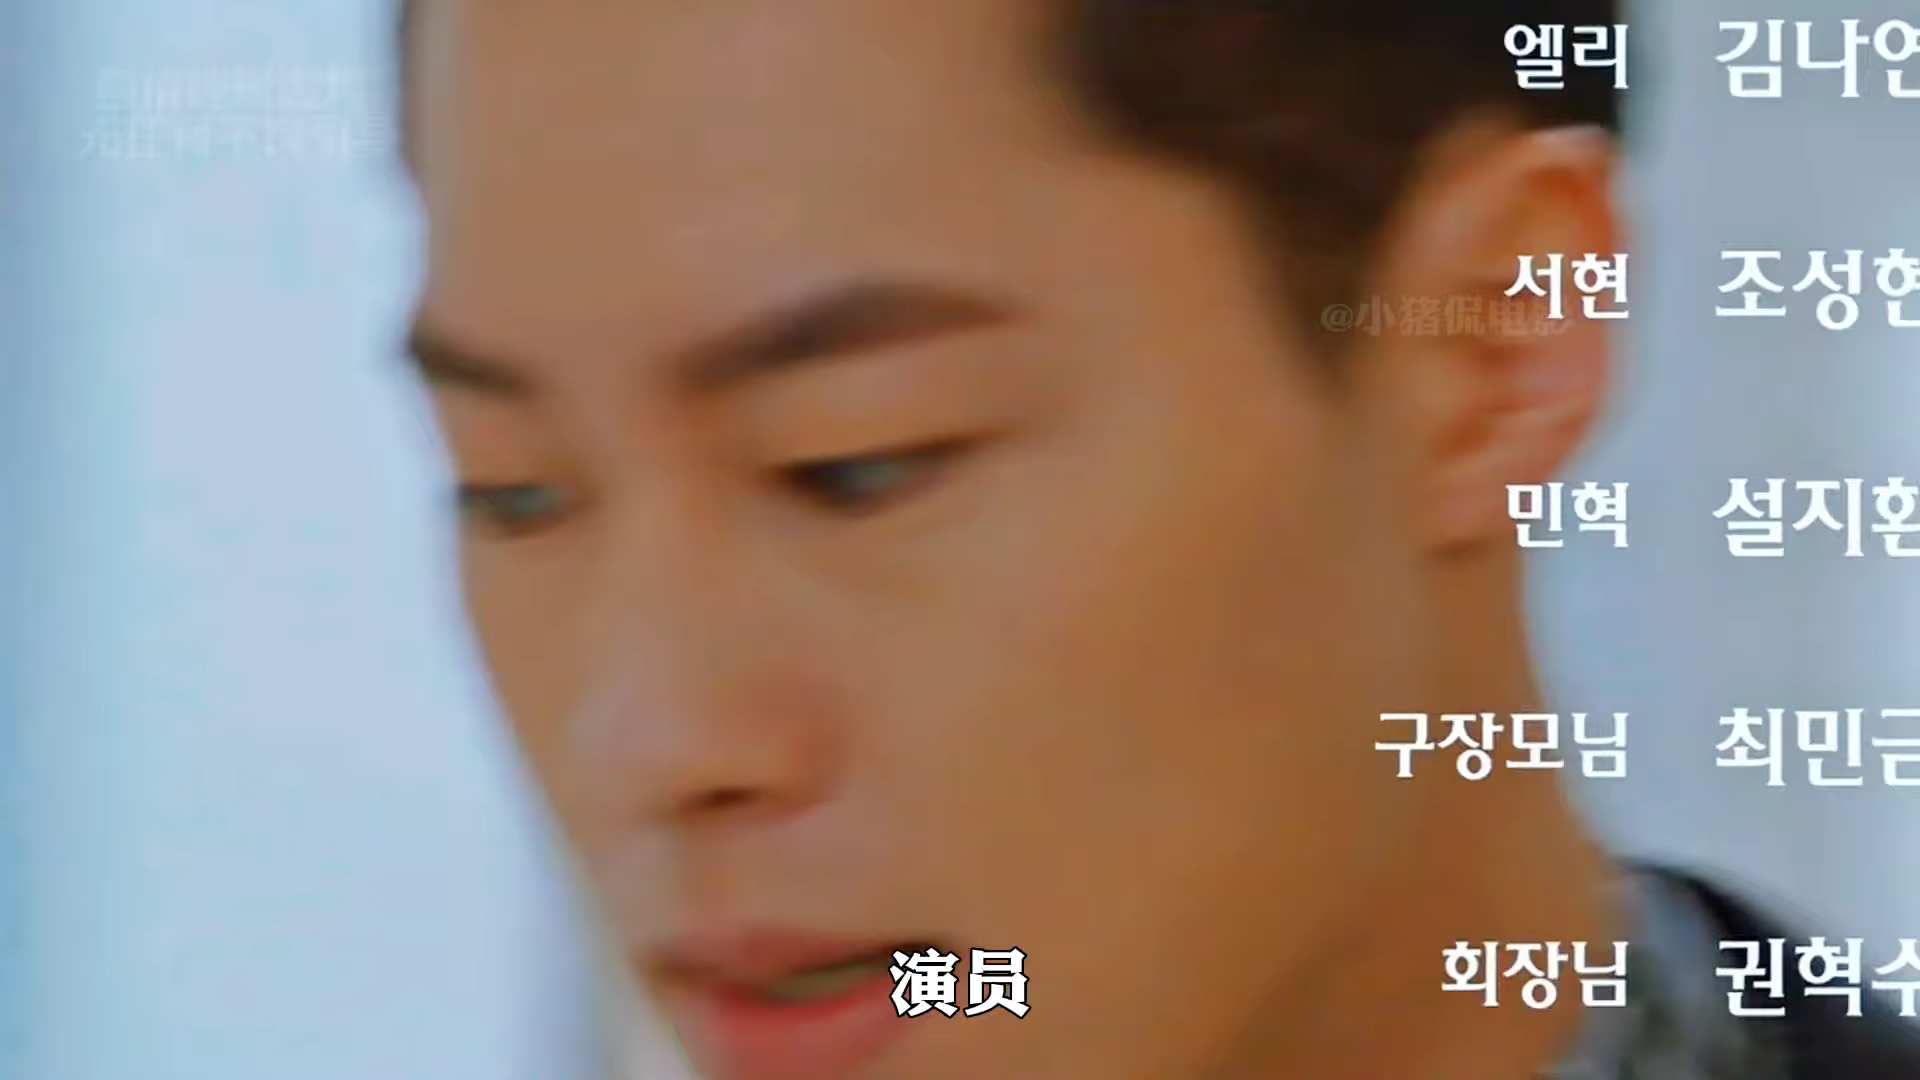 엘리 김나연
@小猪侃电影
서현 조성현
민혁 설지환
구장모님 최민금
회장님 권혁수
演员